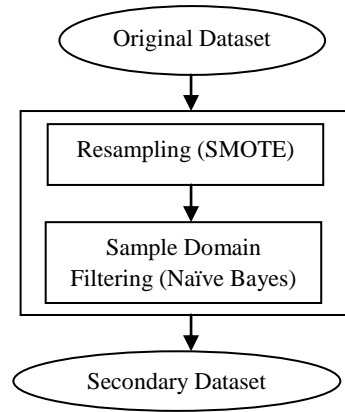 Original Dataset
Resampling (SMOTE)
Sample Domain
Filtering (Naïve Bayes)
Secondary Dataset